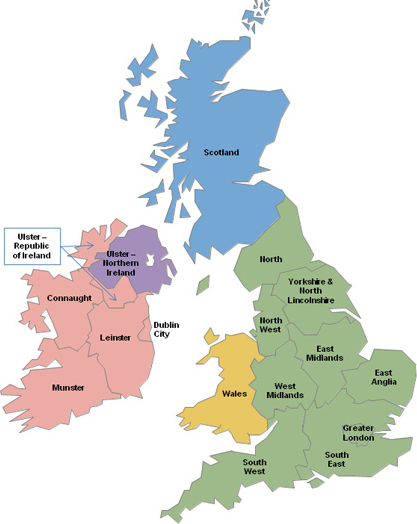 Scotland
Ulster –
Republic
of Ireland
Ulster –
Northern
Ireland
North
Connaught
Yorkshire &
North
Lincolnshire
North
West
Dublin
City
Leinster
East
Midlands
East
Anglia
Munster
Wales
West
Midlands
Greater
London
South
East
South
West